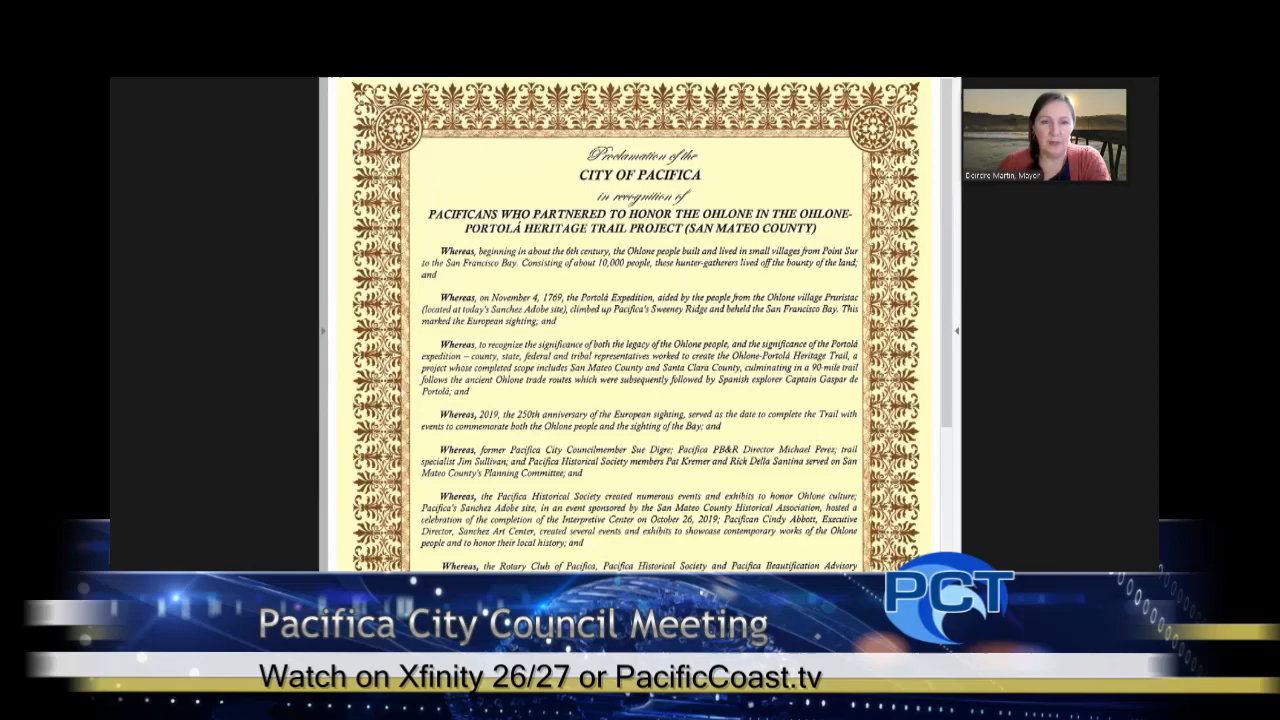 Proclamation of the
CITY OF PACIFICA
in recognition of
PACIFICANS WHO PARTNERED TO HONOR THE OHLONE IN THE OHLONE-
PORTOLÁ HERITAGE TRAIL PROJECT (SAN MATEO COUNTY)
Whereas, beginning in about the 6th century, the Ohlone people built and lived in small villages from Point Sur
to the San Francisco Bay. Consisting of about 10,000 people, these hunter-gatherers lived off the bounty of the land;
and
Whereas, on November 4, 1769, the Portolá Expedition, aided by the people from the Ohlone village Pruristac
(located at today's Sanchez Adobe site), climbed up Pacifica's Sweeney Ridge and beheld the San Francisco Bay. This
marked the European sighting; and
Whereas, to recognize the significance of both the legacy of the Ohlone people, and the significance of the Portolá
expedition – county, state, federal and tribal representatives worked to create the Ohlone-Portolá Heritage Trail, a
project whose completed scope includes San Mateo County and Santa Clara County, culminating in a 90-mile trail
follows the ancient Ohlone trade routes which were subsequently followed by Spanish explorer Captain Gaspar de
Portolá; and
Whereas, 2019, the 250th anniversary of the European sighting, served as the date to complete the Trail with
events to commemorate both the Ohlone people and the sighting of the Bay; and
Whereas, former Pacifica City Councilmember Sue Digre; Pacifica PB&R Director Michael Perez; trail
specialist Jim Sullivan; and Pacifica Historical Society members Pat Kremer and Rick Della Santina served on San
Mateo County's Planning Committee; and
Whereas, the Pacifica Historical Society created numerous events and exhibits to honor Ohlone culture;
Pacifica's Sanchez Adobe site, in an event sponsored by the San Mateo County Historical Association, hosted a
celebration of the completion of the Interpretive Center on October 26, 2019; Pacifican Cindy Abbott, Executive
Director, Sanchez Art Center, created several events and exhibits to showcase contemporary works of the Ohlone
people and to honor their local history; and
Whereas, the Rotary Club of Pacifica, Pacifica Historical Society and Pacifica Beautification Advisory
Deirdre Martin, Mayor
PCT
Pacifica City Council Meeting
Watch on Xfinity 26/27 or PacificCoast.tv